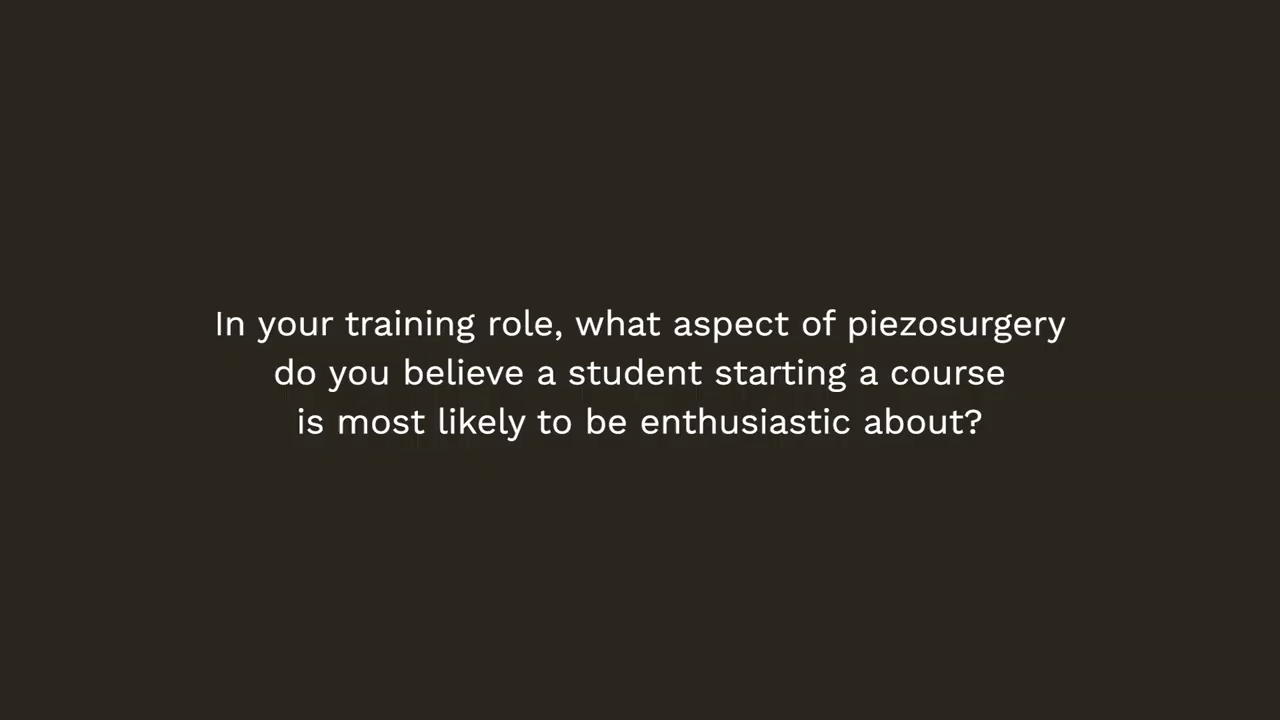 In your training role, what aspect of piezosurgery
do you believe a student starting a course
is most likely to be enthusiastic about?